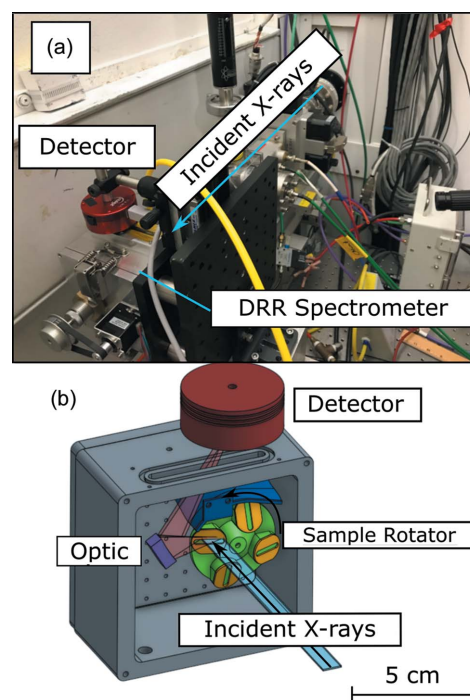 (a)
Incident X-rays
Detector
DRR Spectrometer
(b)
Detector
Sample Rotator
Optic
Incident X-rays
5 cm